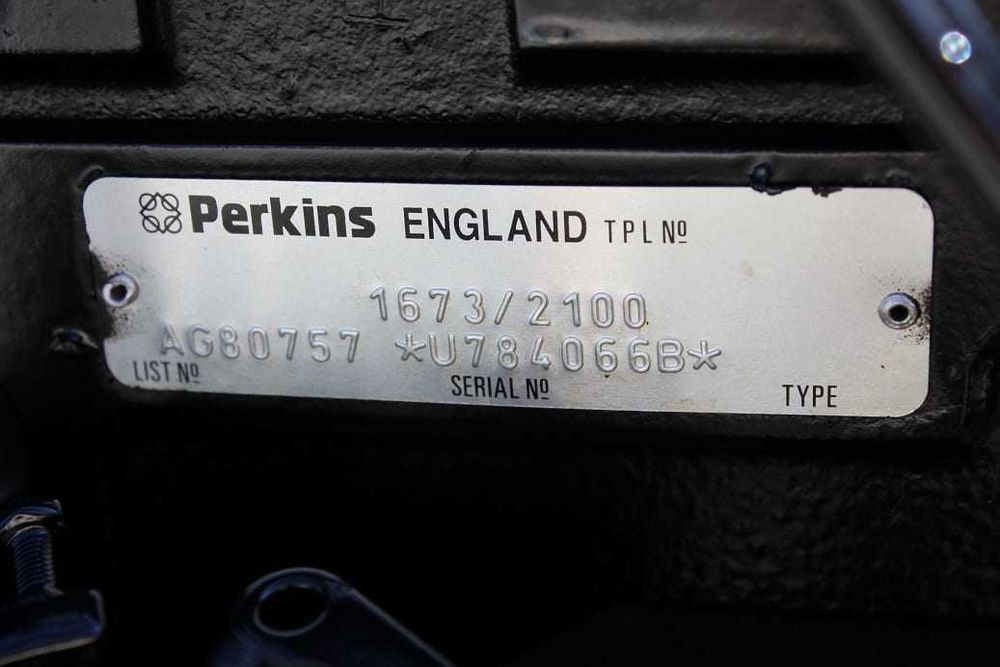 Perkins ENGLAND TPL Nº
1673/2100
AG80757 *U784066B*
LIST Nº SERIAL Nº TYPE